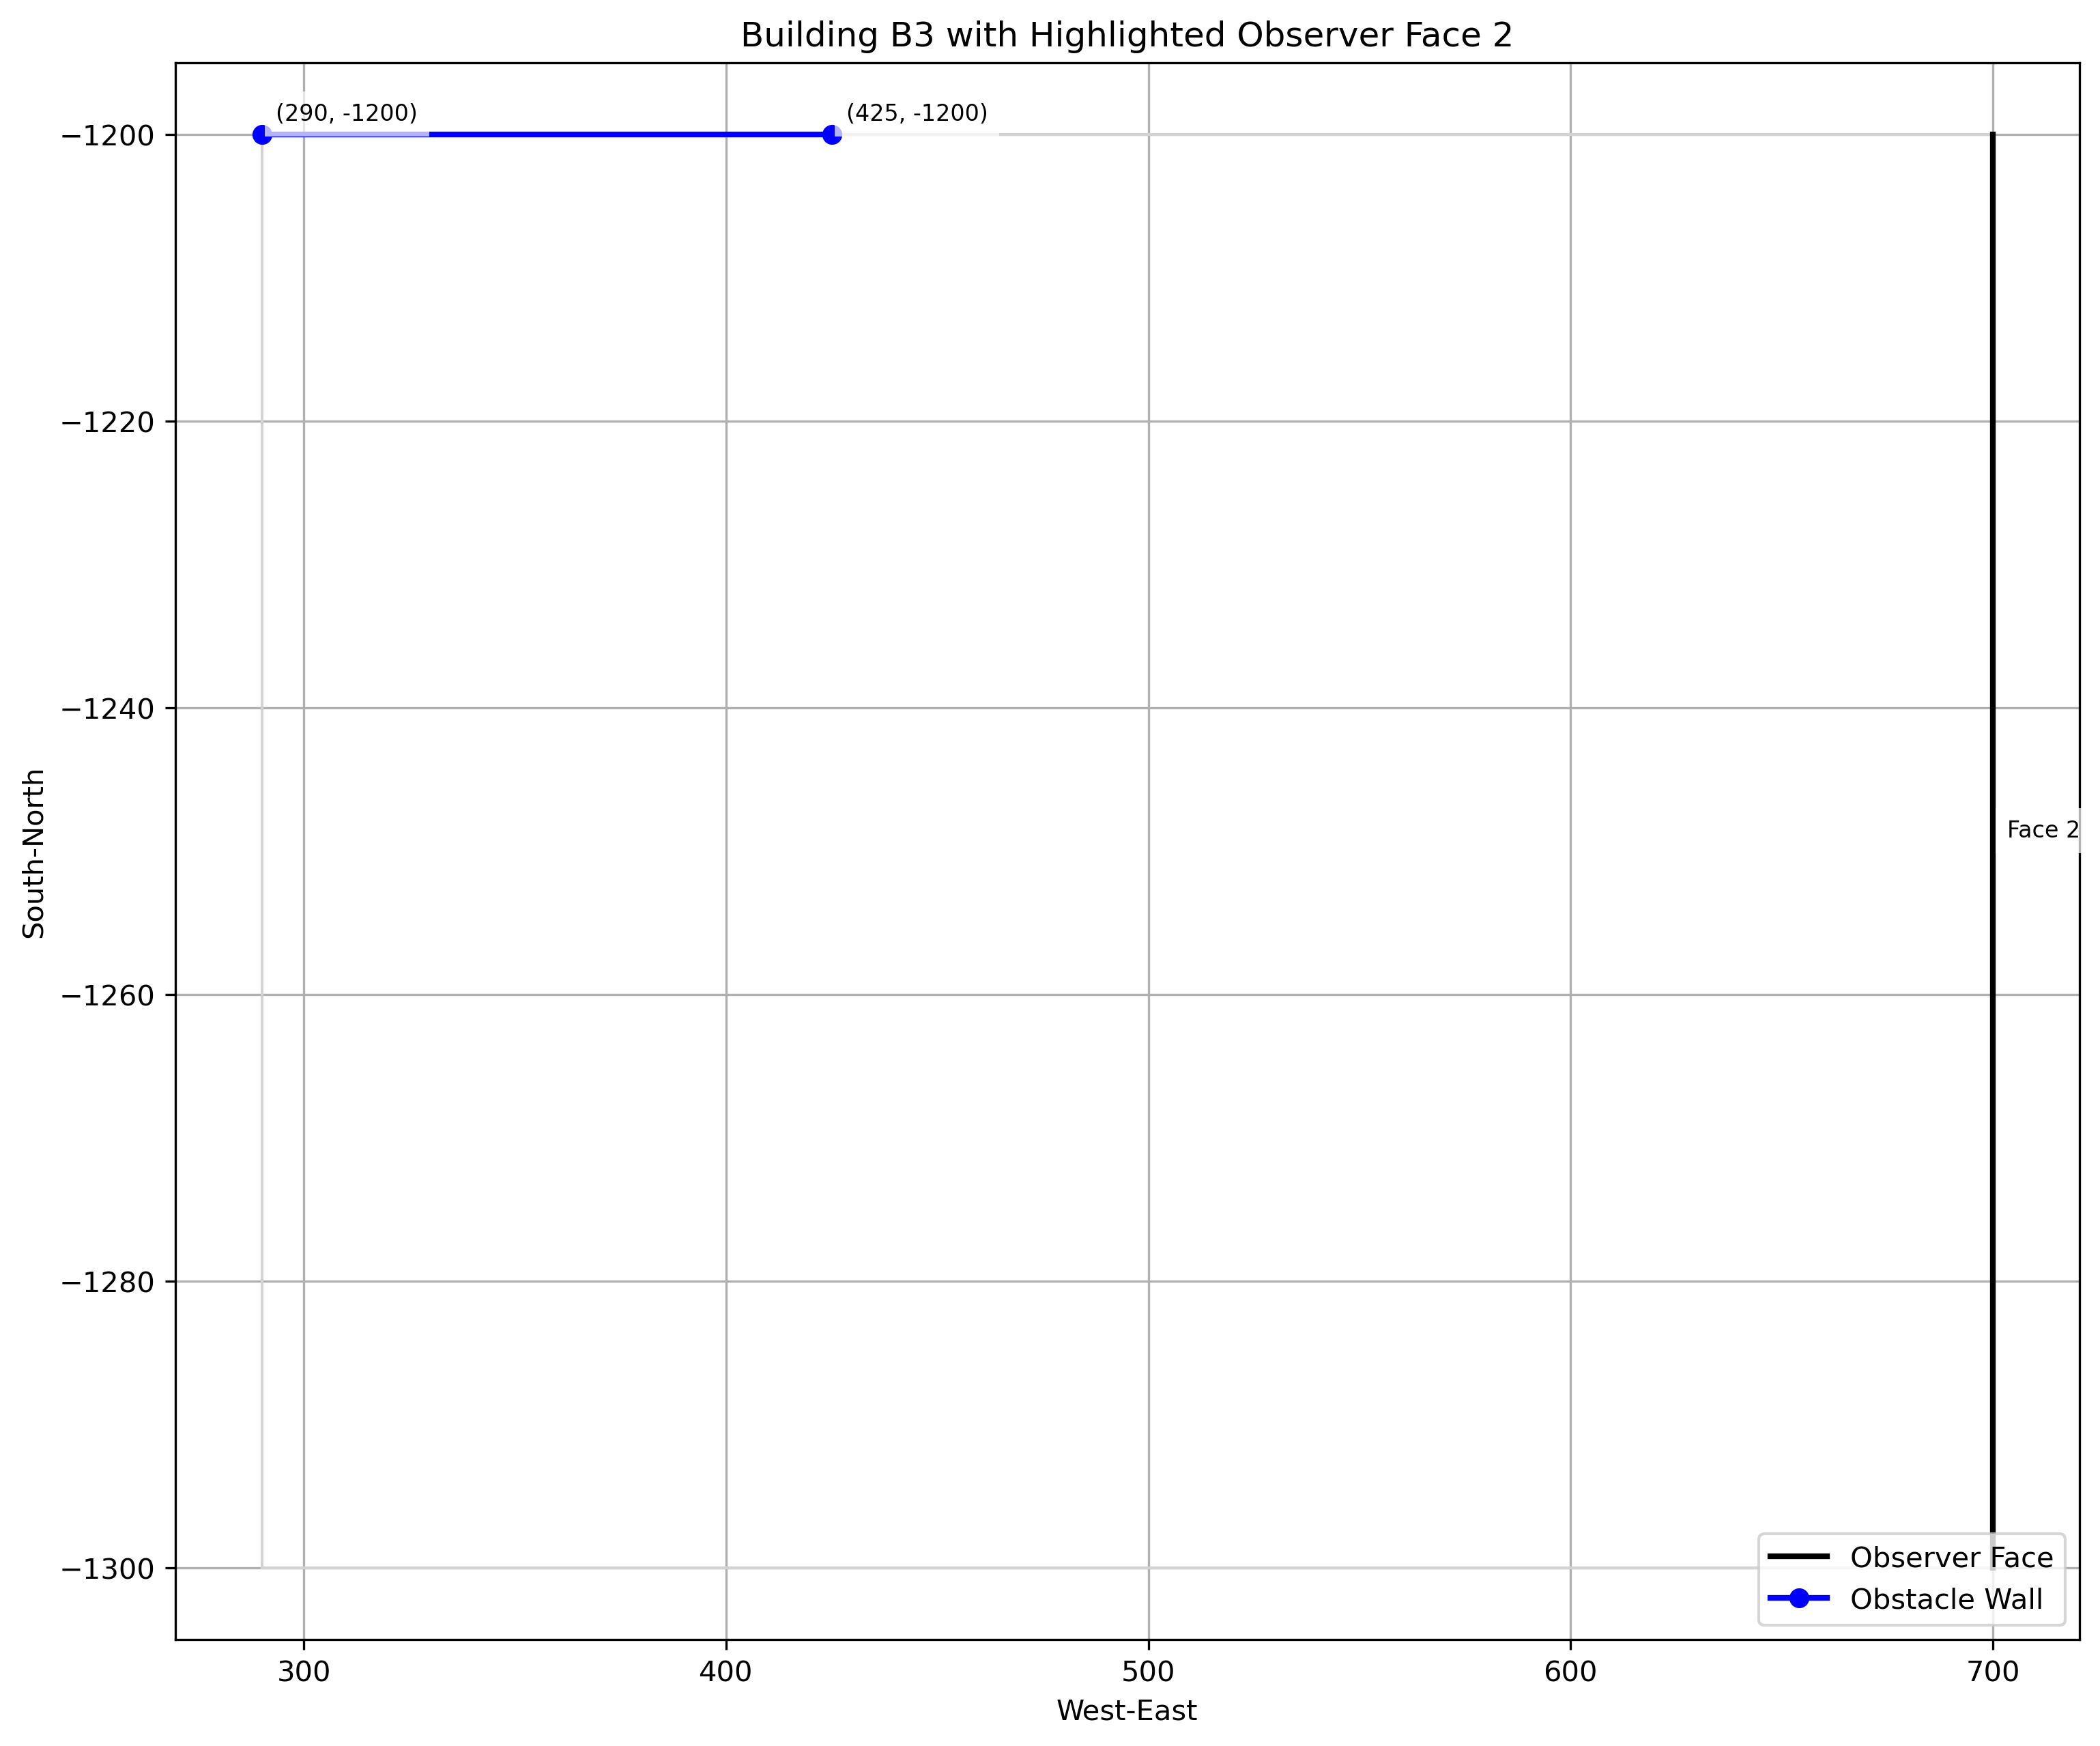 Building B3 with Highlighted Observer Face 2
(290, -1200)
(425, -1200)
−1200
−1220
−1240
−1260
−1280
−1300
South-North
Face 2
Observer Face
Obstacle Wall
300
400
500
600
700
West-East